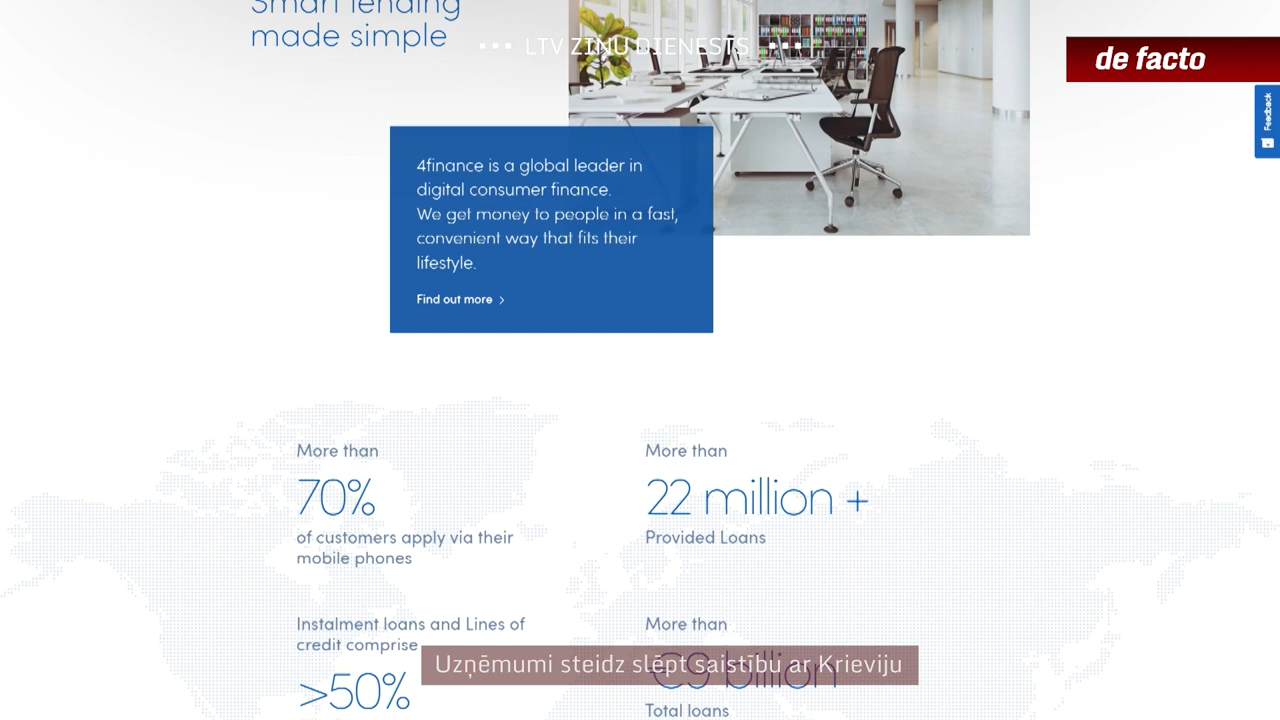 Smart lending
made simple
LTV ZIŅU DIENESTS
de facto
Feedback
4finance is a global leader in
digital consumer finance.
We get money to people in a fast,
convenient way that fits their
lifestyle.
Find out more
More than
70%
of customers apply via their
mobile phones
More than
22 million +
Provided Loans
Instalment loans and Lines of
credit comprise
>50%
More than
€9 billion
Total loans
Uzņēmumi steidz slēpt saistību ar Krieviju